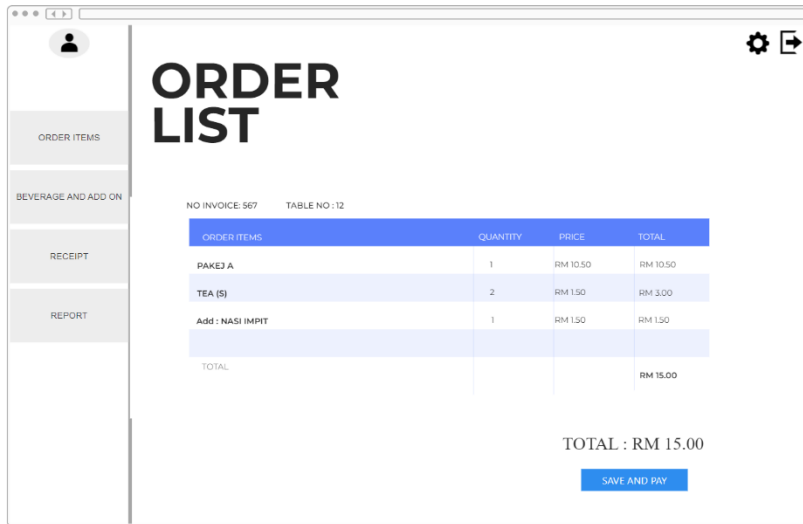 ORDER
LIST
ORDER ITEMS
BEVERAGE AND ADD ON
RECEIPT
REPORT
NO INVOICE: 567 TABLE NO : 12
ORDER ITEMS QUANTITY PRICE TOTAL
PAKEJ A 1 RM 10.50 RM 10.50
TEA (S) 2 RM 1.50 RM 3.00
Add : NASI IMPIT 1 RM 1.50 RM 1.50
TOTAL RM 15.00
TOTAL : RM 15.00
SAVE AND PAY